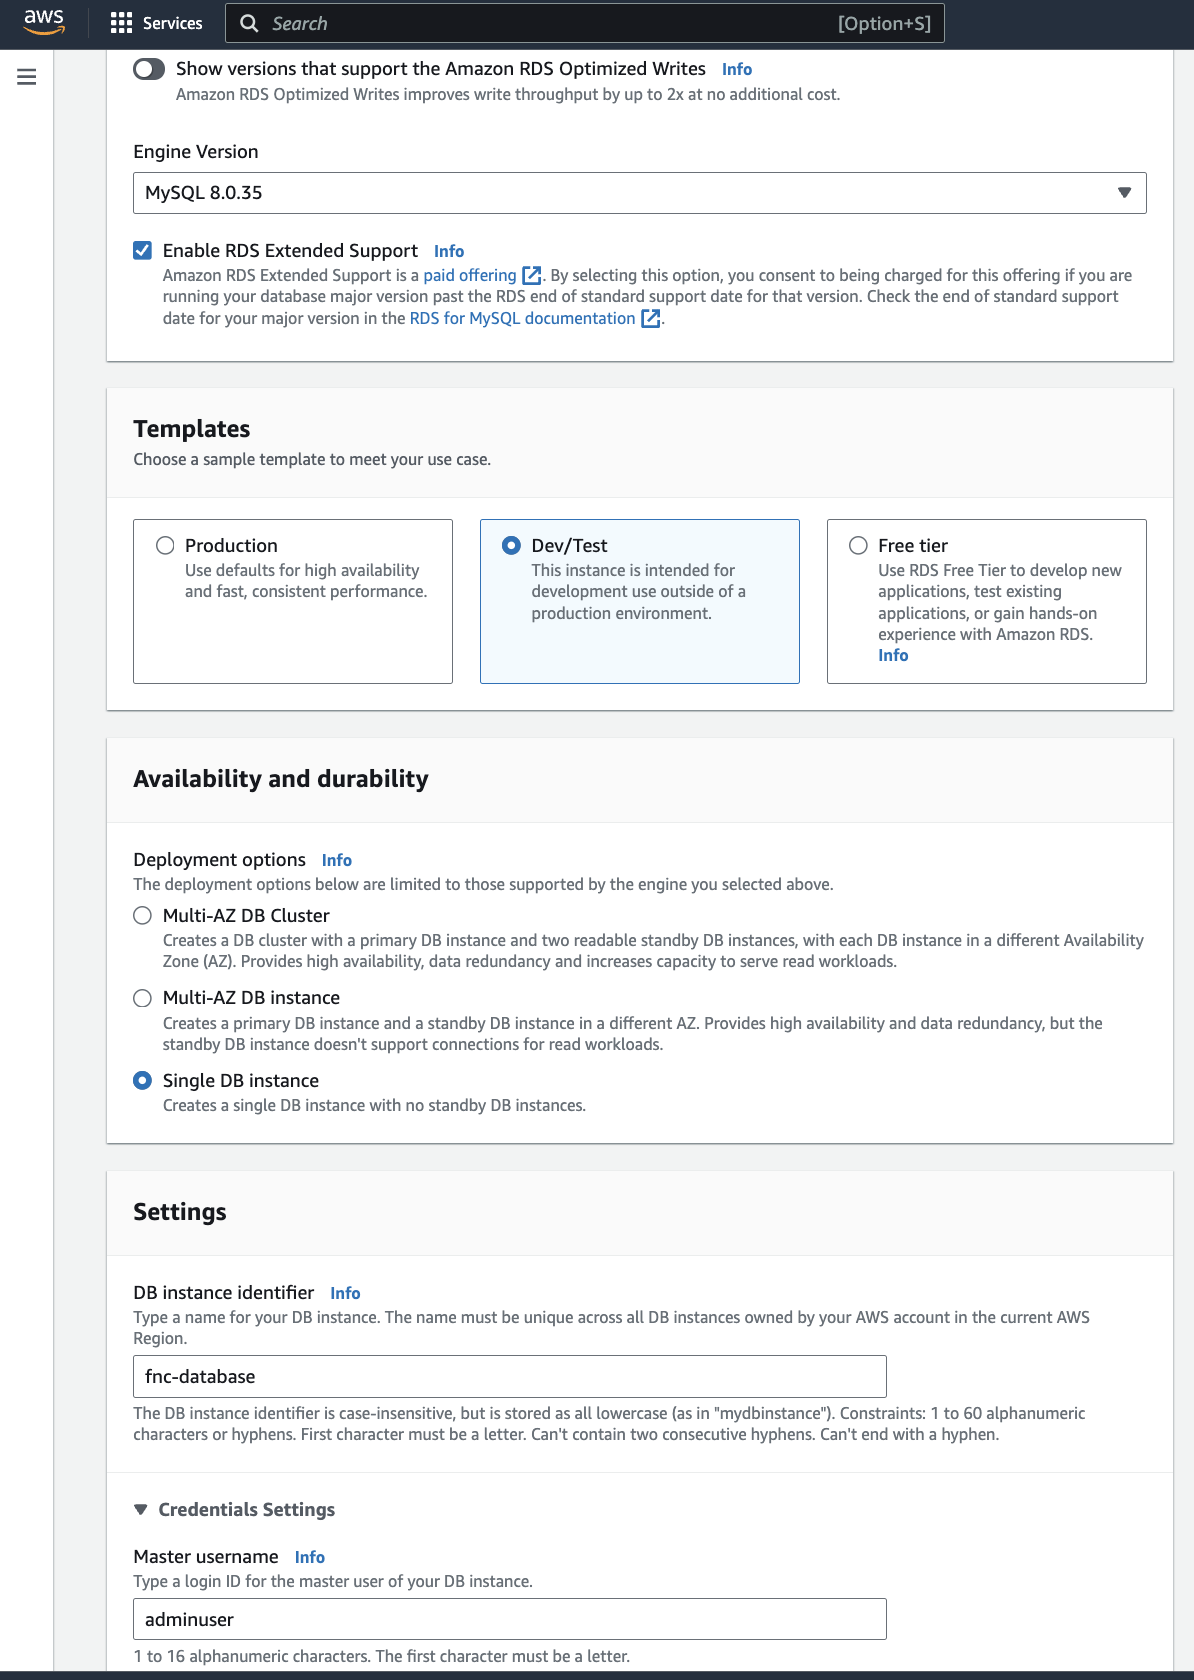 aws
Services
Search
[Option+S]
Show versions that support the Amazon RDS Optimized Writes Info
Amazon RDS Optimized Writes improves write throughput by up to 2x at no additional cost.
Engine Version
MySQL 8.0.35
Enable RDS Extended Support Info
Amazon RDS Extended Support is a paid offering. By selecting this option, you consent to being charged for this offering if you are
running your database major version past the RDS end of standard support date for that version. Check the end of standard support
date for your major version in the RDS for MySQL documentation.
Templates
Choose a sample template to meet your use case.
Production
Use defaults for high availability
and fast, consistent performance.
Dev/Test
This instance is intended for
development use outside of a
production environment.
Free tier
Use RDS Free Tier to develop new
applications, test existing
applications, or gain hands-on
experience with Amazon RDS.
Info
Availability and durability
Deployment options Info
The deployment options below are limited to those supported by the engine you selected above.
Multi-AZ DB Cluster
Creates a DB cluster with a primary DB instance and two readable standby DB instances, with each DB instance in a different Availability
Zone (AZ). Provides high availability, data redundancy and increases capacity to serve read workloads.
Multi-AZ DB instance
Creates a primary DB instance and a standby DB instance in a different AZ. Provides high availability and data redundancy, but the
standby DB instance doesn't support connections for read workloads.
Single DB instance
Creates a single DB instance with no standby DB instances.
Settings
DB instance identifier Info
Type a name for your DB instance. The name must be unique across all DB instances owned by your AWS account in the current AWS
Region.
fnc-database
The DB instance identifier is case-insensitive, but is stored as all lowercase (as in "mydbinstance"). Constraints: 1 to 60 alphanumeric
characters or hyphens. First character must be a letter. Can't contain two consecutive hyphens. Can't end with a hyphen.
Credentials Settings
Master username Info
Type a login ID for the master user of your DB instance.
adminuser
1 to 16 alphanumeric characters. The first character must be a letter.